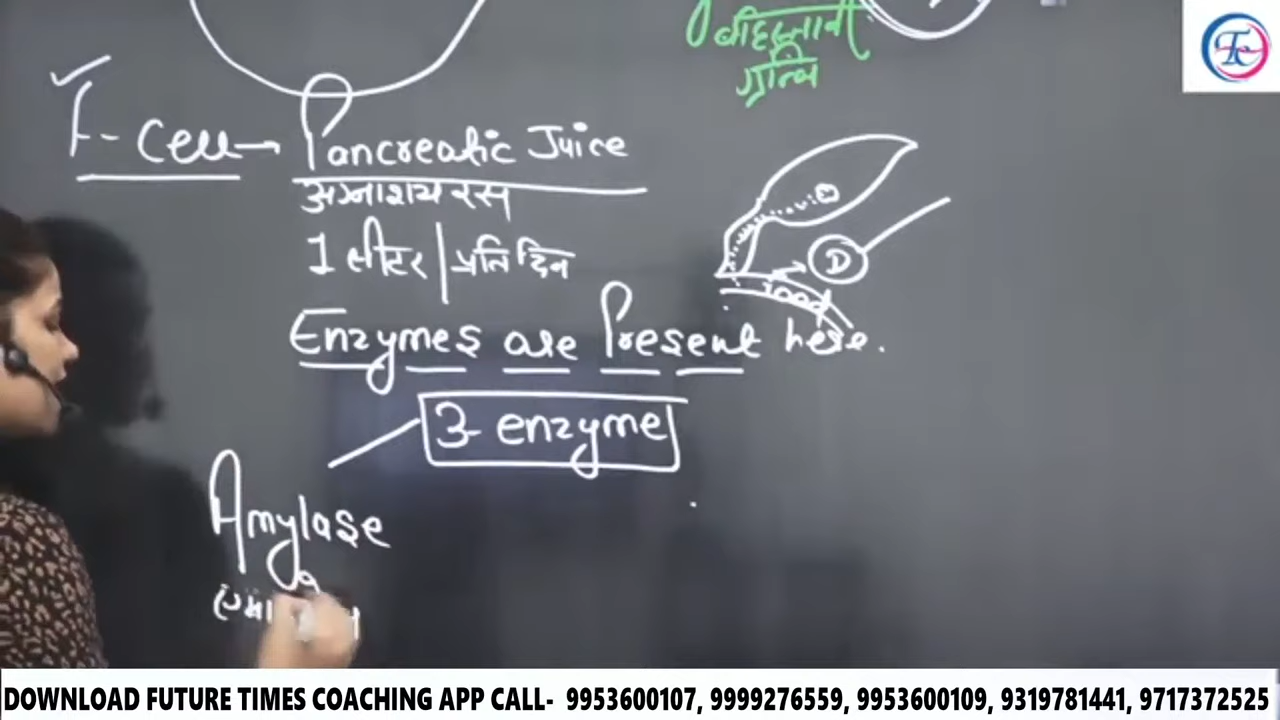 बहिस्रावी
ग्रन्थि
F-Cell → Pancreatic Juice
अग्नाशय रस
1 लीटर | प्रति दिन
D
Food
Enzymes are Present here.
3 enzyme
Amylase
DOWNLOAD FUTURE TIMES COACHING APP CALL- 9953600107, 9999276559, 9953600109, 9319781441, 9717372525